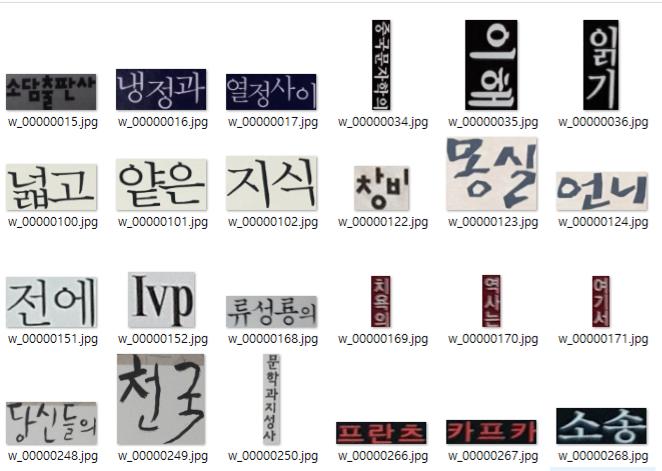 소담출판사 냉정과 열정사이 중국문자학의 이해 읽기
w_00000015.jpg w_00000016.jpg w_00000017.jpg w_00000034.jpg w_00000035.jpg w_00000036.jpg
넓고 얕은 지식 창비 몽실 언니
w_00000100.jpg w_00000101.jpg w_00000102.jpg w_00000122.jpg w_00000123.jpg w_00000124.jpg
전에 Ivp 류성룡의 치욕의 역사는 여기서
w_00000151.jpg w_00000152.jpg w_00000168.jpg w_00000169.jpg w_00000170.jpg w_00000171.jpg
당신들의 천국 문학과지성사 프란츠 카프카 소송
w_00000248.jpg w_00000249.jpg w_00000250.jpg w_00000266.jpg w_00000267.jpg w_00000268.jpg